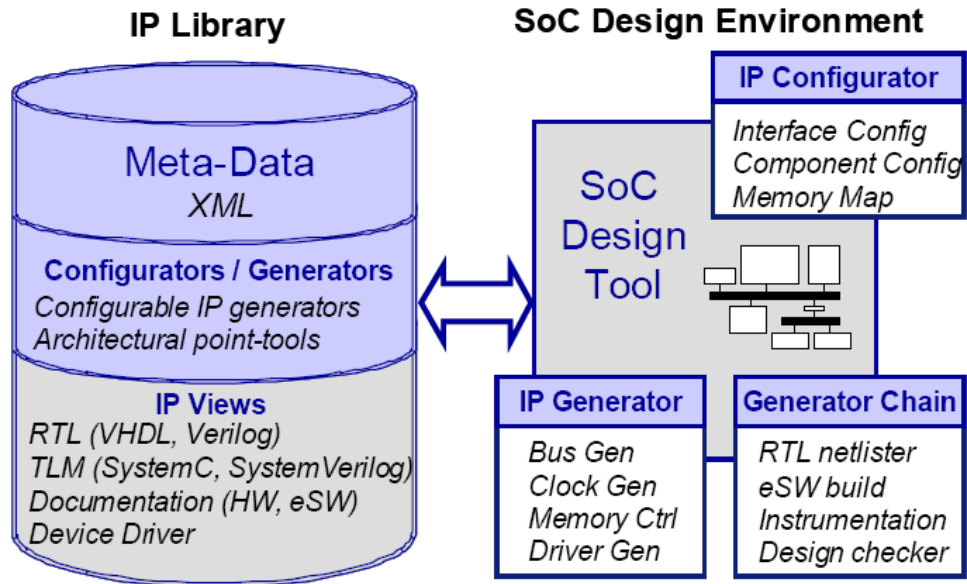 IP Library
Meta-Data
XML
Configurators / Generators
Configurable IP generators
Architectural point-tools
IP Views
RTL (VHDL, Verilog)
TLM (SystemC, SystemVerilog)
Documentation (HW, eSW)
Device Driver
SoC Design Environment
IP Configurator
Interface Config
Component Config
Memory Map
SoC
Design
Tool
IP Generator
Bus Gen
Clock Gen
Memory Ctrl
Driver Gen
Generator Chain
RTL netlister
eSW build
Instrumentation
Design checker